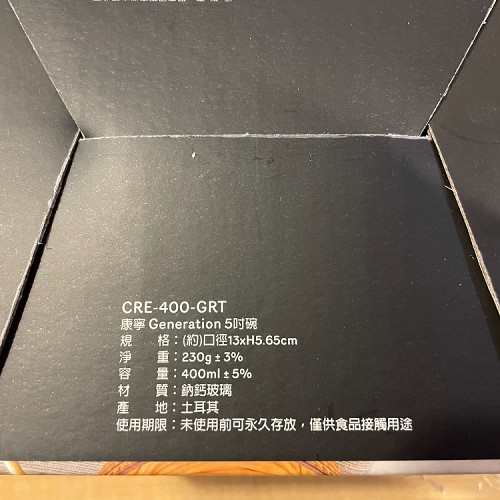 CRE-400-GRT
康寧 Generation 5吋碗
規 格：(約)口徑13xH5.65cm
淨 重：230g ± 3%
容 量：400ml ± 5%
材 質：鈉鈣玻璃
產 地：土耳其
使用期限：未使用前可永久存放，僅供食品接觸用途